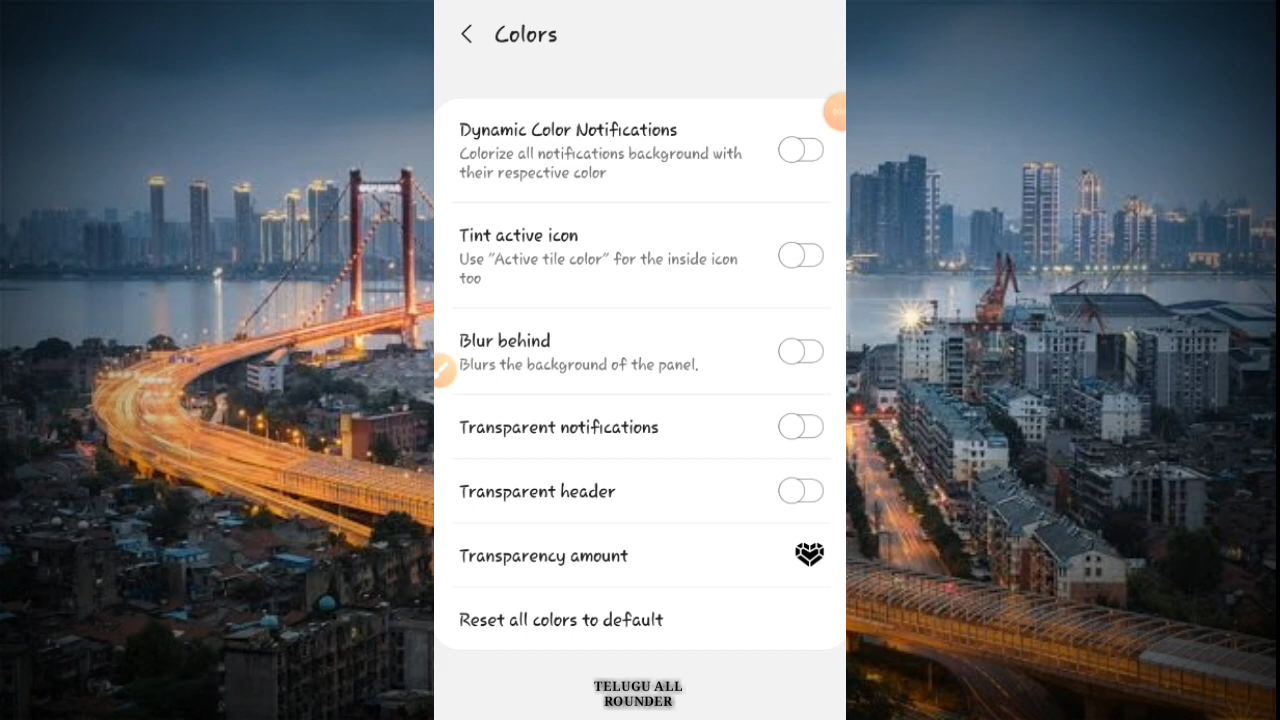 Colors
Dynamic Color Notifications
Colorize all notifications background with
their respective color
Tint active icon
Use "Active tile color" for the inside icon
too
Blur behind
Blurs the background of the panel.
Transparent notifications
Transparent header
Transparency amount
Reset all colors to default
TELUGU ALL
ROUNDER